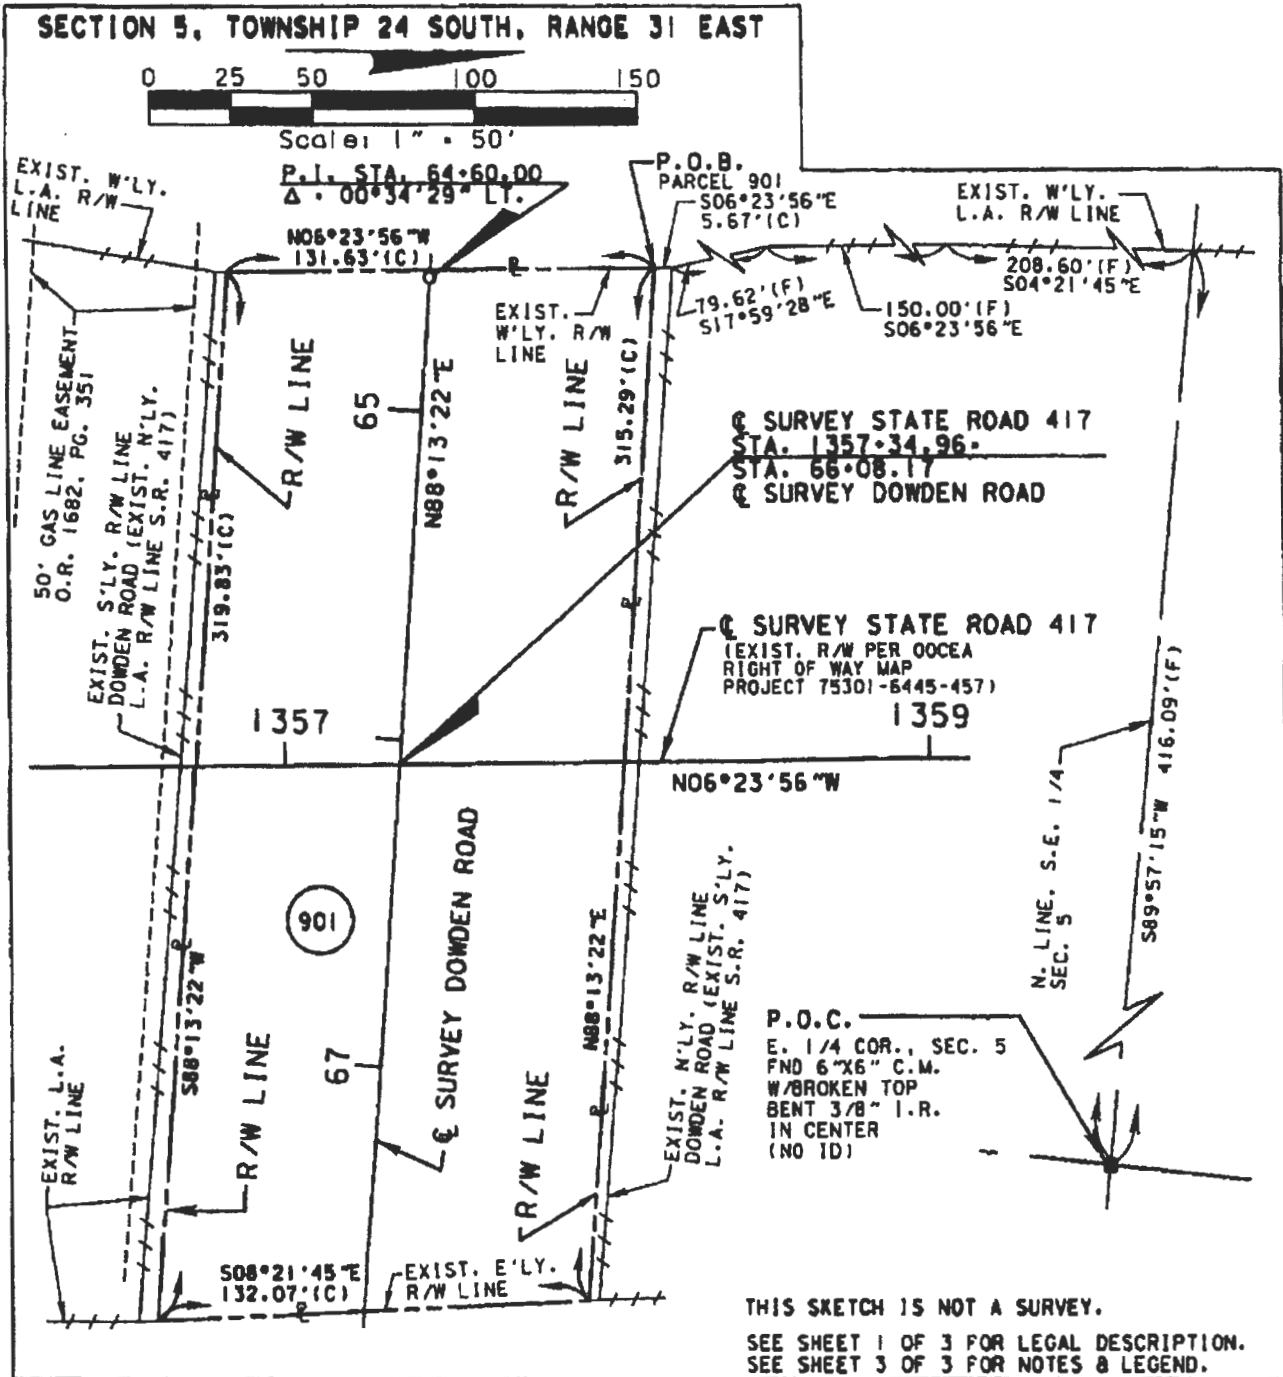 SECTION 5, TOWNSHIP 24 SOUTH, RANGE 31 EAST
0 25 50 100 150
Scale: 1" = 50'
EXIST. W'LY.
L.A. R/W
LINE
P.I. STA. 64+60.00
Δ = 00°34'29" LT.
P.O.B.
PARCEL 901
S06°23'56"E
5.67'(C)
EXIST. W'LY.
L.A. R/W LINE
N06°23'56"W
131.63'(C)
EXIST.
W'LY. R/W
LINE
79.62'(F)
S17°59'28"E
150.00'(F)
S06°23'56"E
208.60'(F)
S04°21'45"E
50' GAS LINE EASEMENT
O.R. 1682, PG. 351
EXIST. S'LY. R/W LINE
DOWDEN ROAD (EXIST. N'LY.
L.A. R/W LINE S.R. 417)
319.83'(C)
R/W LINE
65
N88°13'22"E
R/W LINE
315.29'(C)
℄ SURVEY STATE ROAD 417
STA. 1357+34.96=
STA. 66+08.17
℄ SURVEY DOWDEN ROAD
℄ SURVEY STATE ROAD 417
(EXIST. R/W PER OOCEA
RIGHT OF WAY MAP
PROJECT 75301-6445-457)
1357
1359
N06°23'56"W
N. LINE, S.E. 1/4
SEC. 5
S89°57'15"W 416.09'(F)
901
S88°13'22"W
R/W LINE
67
℄ SURVEY DOWDEN ROAD
R/W LINE
N88°13'22"E
EXIST. N'LY. R/W LINE
DOWDEN ROAD (EXIST. S'LY.
L.A. R/W LINE S.R. 417)
P.O.C.
E. 1/4 COR., SEC. 5
FND 6"X6" C.M.
W/BROKEN TOP
BENT 3/8" I.R.
IN CENTER
(NO ID)
EXIST. L.A.
R/W LINE
S08°21'45"E
132.07'(C)
EXIST. E'LY.
R/W LINE
THIS SKETCH IS NOT A SURVEY.
SEE SHEET 1 OF 3 FOR LEGAL DESCRIPTION.
SEE SHEET 3 OF 3 FOR NOTES & LEGEND.